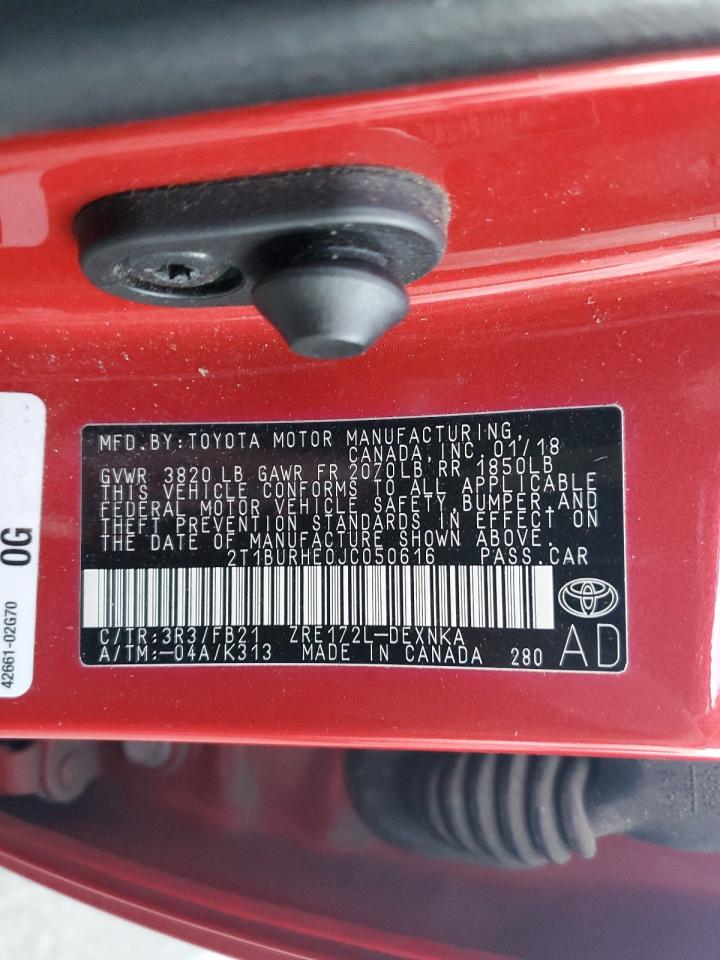 MFD.BY:TOYOTA MOTOR MANUFACTURING,
CANADA,INC. 01/18
GVWR 3820 LB GAWR FR 2070LB RR 1850LB
THIS VEHICLE CONFORMS TO ALL APPLICABLE
FEDERAL MOTOR VEHICLE SAFETY,BUMPER,AND
THEFT PREVENTION STANDARDS IN EFFECT ON
THE DATE OF MANUFACTURE SHOWN ABOVE.
2T1BURHE0JC050616 PASS.CAR
C/TR:3R3/FB21 ZRE172L-DEXNKA
A/TM:-04A/K313 MADE IN CANADA 280 AD
42661-02G70 0G